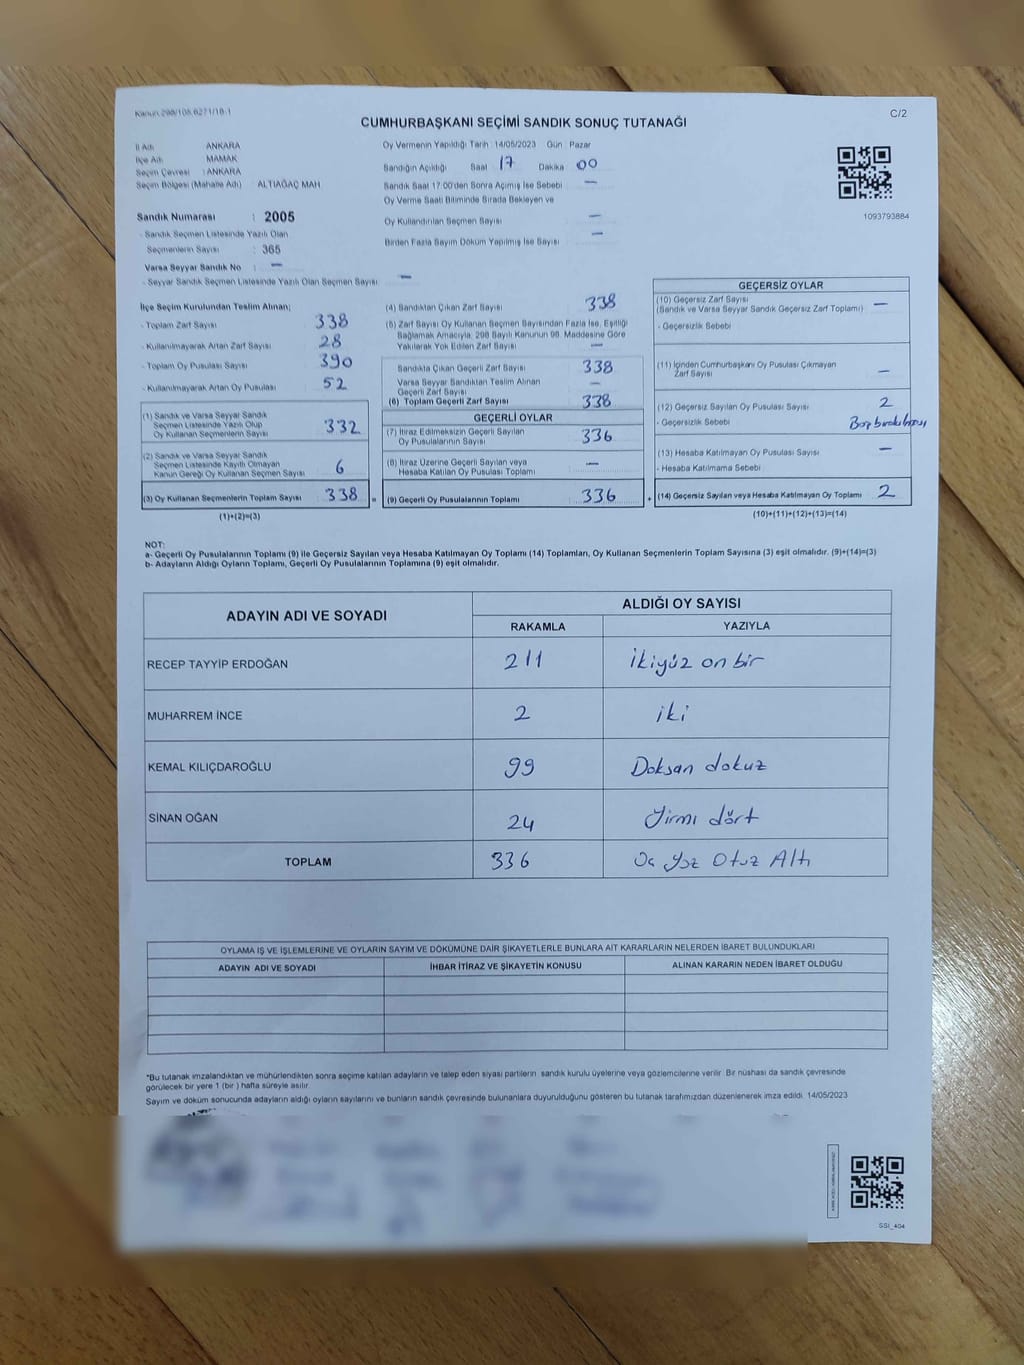 Kanun 298/105,6271/18-1
C/2
CUMHURBAŞKANI SEÇİMİ SANDIK SONUÇ TUTANAĞI
İl Adı : ANKARA
İlçe Adı : MAMAK
Seçim Çevresi : ANKARA
Seçim Bölgesi (Mahalle Adı) : ALTIAĞAÇ MAH
Sandık Numarası : 2005
- Sandık Seçmen Listesinde Yazılı Olan
Seçmenlerin Sayısı : 365
Varsa Seyyar Sandık No : —
- Seyyar Sandık Seçmen Listesinde Yazılı Olan Seçmen Sayısı: —
Oy Vermenin Yapıldığı Tarih : 14/05/2023 Gün : Pazar
Sandığın Açıldığı Saat 17 Dakika 00
Sandık Saat 17:00'den Sonra Açılmış İse Sebebi —
Oy Verme Saati Bitiminde Sırada Bekleyen ve
Oy Kullandırılan Seçmen Sayısı —
Birden Fazla Sayım Döküm Yapılmış İse Sayısı —
1093793884
İlçe Seçim Kurulundan Teslim Alınan;
- Toplam Zarf Sayısı : 338
- Kullanılmayarak Artan Zarf Sayısı : 28
- Toplam Oy Pusulası Sayısı : 390
- Kullanılmayarak Artan Oy Pusulası : 52
(1) Sandık ve Varsa Seyyar Sandık
Seçmen Listesinde Yazılı Olup
Oy Kullanan Seçmenlerin Sayısı : 332
(2) Sandık ve Varsa Seyyar Sandık
Seçmen Listesinde Kayıtlı Olmayan
Kanun Gereği Oy Kullanan Seçmen Sayısı : 6
(3) Oy Kullanan Seçmenlerin Toplam Sayısı : 338 =
(1)+(2)=(3)
(4) Sandıktan Çıkan Zarf Sayısı : 338
(5) Zarf Sayısı Oy Kullanan Seçmen Sayısından Fazla İse, Eşitliği
Bağlamak Amacıyla; 298 Sayılı Kanunun 98. Maddesine Göre
Yakılarak Yok Edilen Zarf Sayısı : —
Sandıkta Çıkan Geçerli Zarf Sayısı : 338
Varsa Seyyar Sandıktan Teslim Alınan
Geçerli Zarf Sayısı : —
(6) Toplam Geçerli Zarf Sayısı : 338
GEÇERLİ OYLAR
(7) İtiraz Edilmeksizin Geçerli Sayılan
Oy Pusulalarının Sayısı : 336
(8) İtiraz Üzerine Geçerli Sayılan veya
Hesaba Katılan Oy Pusulası Toplamı : —
(9) Geçerli Oy Pusulalarının Toplamı : 336 +
GEÇERSİZ OYLAR
(10) Geçersiz Zarf Sayısı
(Sandık ve Varsa Seyyar Sandık Geçersiz Zarf Toplamı) : —
- Geçersizlik Sebebi :
(11) İçinden Cumhurbaşkanı Oy Pusulası Çıkmayan
Zarf Sayısı : —
(12) Geçersiz Sayılan Oy Pusulası Sayısı : 2
- Geçersizlik Sebebi : Boş bırakılması
(13) Hesaba Katılmayan Oy Pusulası Sayısı : —
- Hesaba Katılmama Sebebi :
(14) Geçersiz Sayılan veya Hesaba Katılmayan Oy Toplamı : 2
(10)+(11)+(12)+(13)=(14)
NOT:
a- Geçerli Oy Pusulalarının Toplamı (9) ile Geçersiz Sayılan veya Hesaba Katılmayan Oy Toplamı (14) Toplamları, Oy Kullanan Seçmenlerin Toplam Sayısına (3) eşit olmalıdır. (9)+(14)=(3)
b- Adayların Aldığı Oyların Toplamı, Geçerli Oy Pusulalarının Toplamına (9) eşit olmalıdır.
ADAYIN ADI VE SOYADI
ALDIĞI OY SAYISI
RAKAMLA YAZIYLA
RECEP TAYYİP ERDOĞAN 211 ikiyüz on bir
MUHARREM İNCE 2 iki
KEMAL KILIÇDAROĞLU 99 Doksan dokuz
SİNAN OĞAN 24 Yirmi dört
TOPLAM 336 Üç Yüz Otuz Altı
OYLAMA İŞ VE İŞLEMLERİNE VE OYLARIN SAYIM VE DÖKÜMÜNE DAİR ŞİKAYETLERLE BUNLARA AİT KARARLARIN NELERDEN İBARET BULUNDUKLARI
ADAYIN ADI VE SOYADI İHBAR İTİRAZ VE ŞİKAYETİN KONUSU ALINAN KARARIN NEDEN İBARET OLDUĞU
*Bu tutanak imzalandıktan ve mühürlendikten sonra seçime katılan adayların ve talep eden siyasi partilerin sandık kurulu üyelerine veya gözlemcilerine verilir. Bir nüshası da sandık çevresinde
görülecek bir yere 1 (bir ) hafta süreyle asılır.
Sayım ve döküm sonucunda adayların aldığı oyların sayılarını ve bunların sandık çevresinde bulunanlara duyurulduğunu gösteren bu tutanak tarafımızdan düzenlenerek imza edildi. 14/05/2023
SSI_404